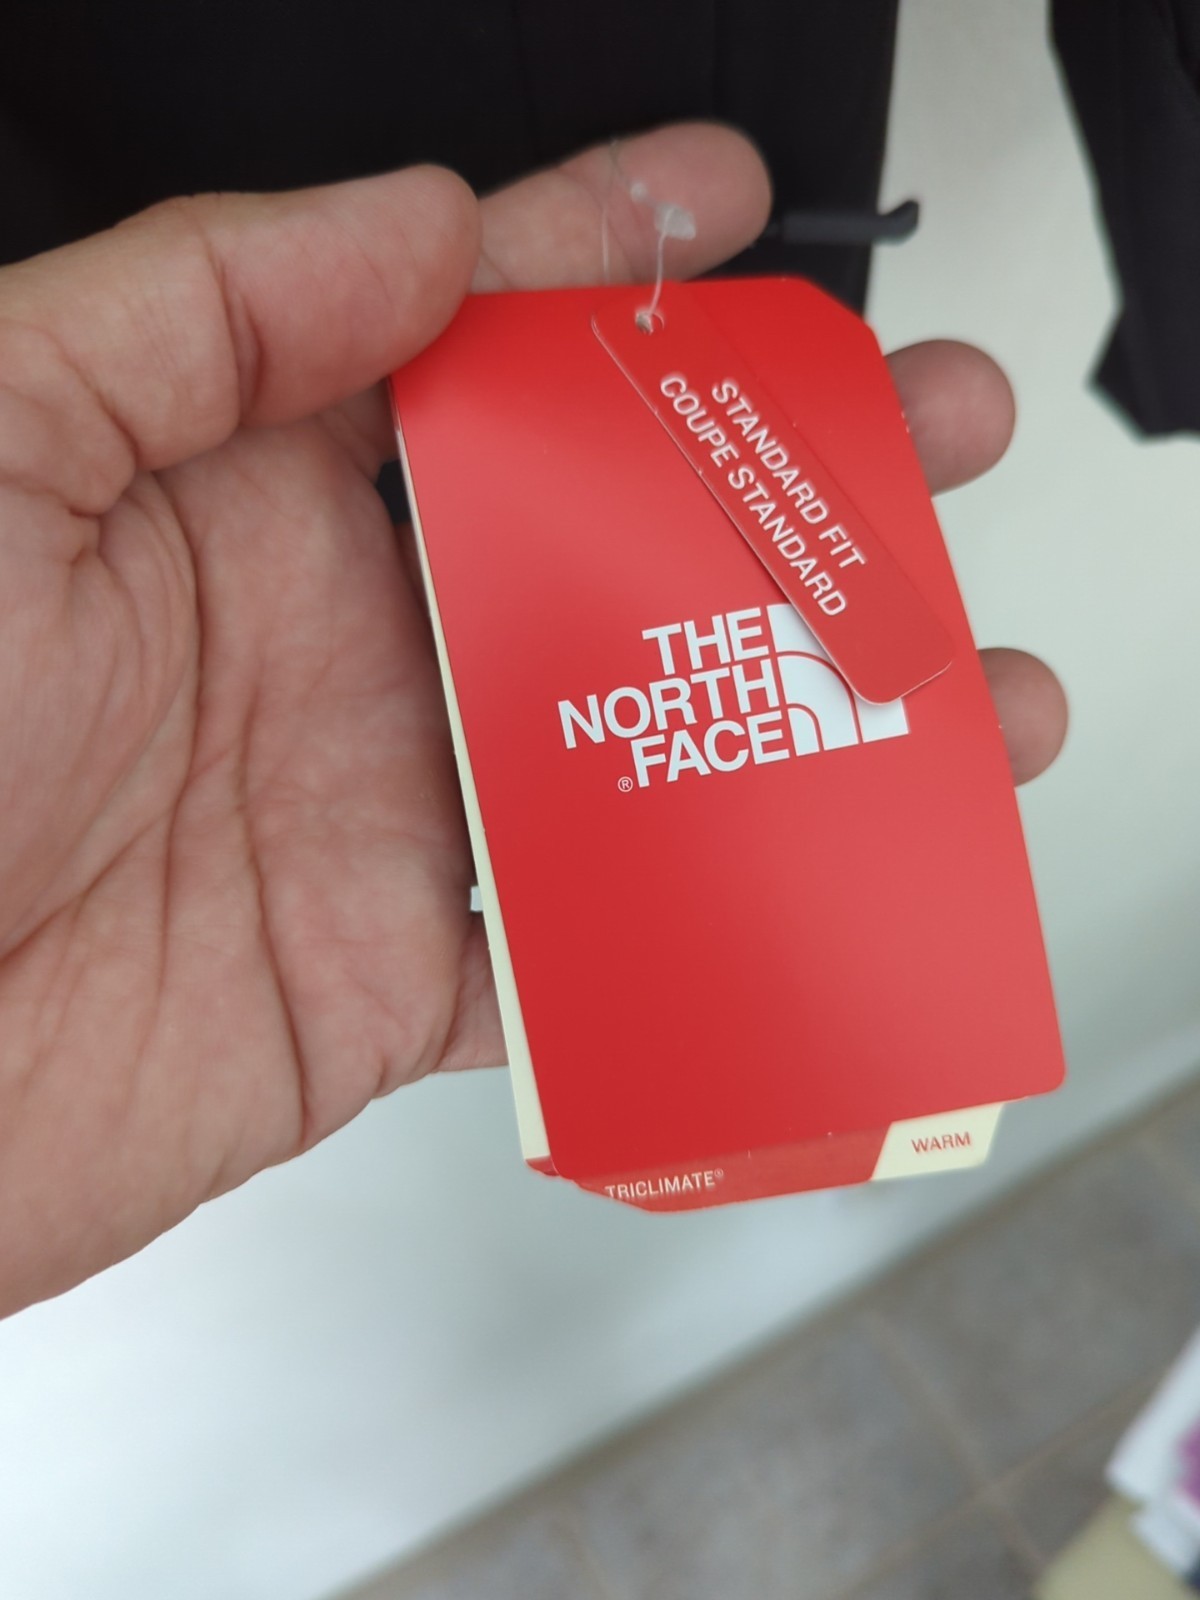 STANDARD FIT
COUPE STANDARD
THE
NORTH
FACE
®
TRICLIMATE®
WARM